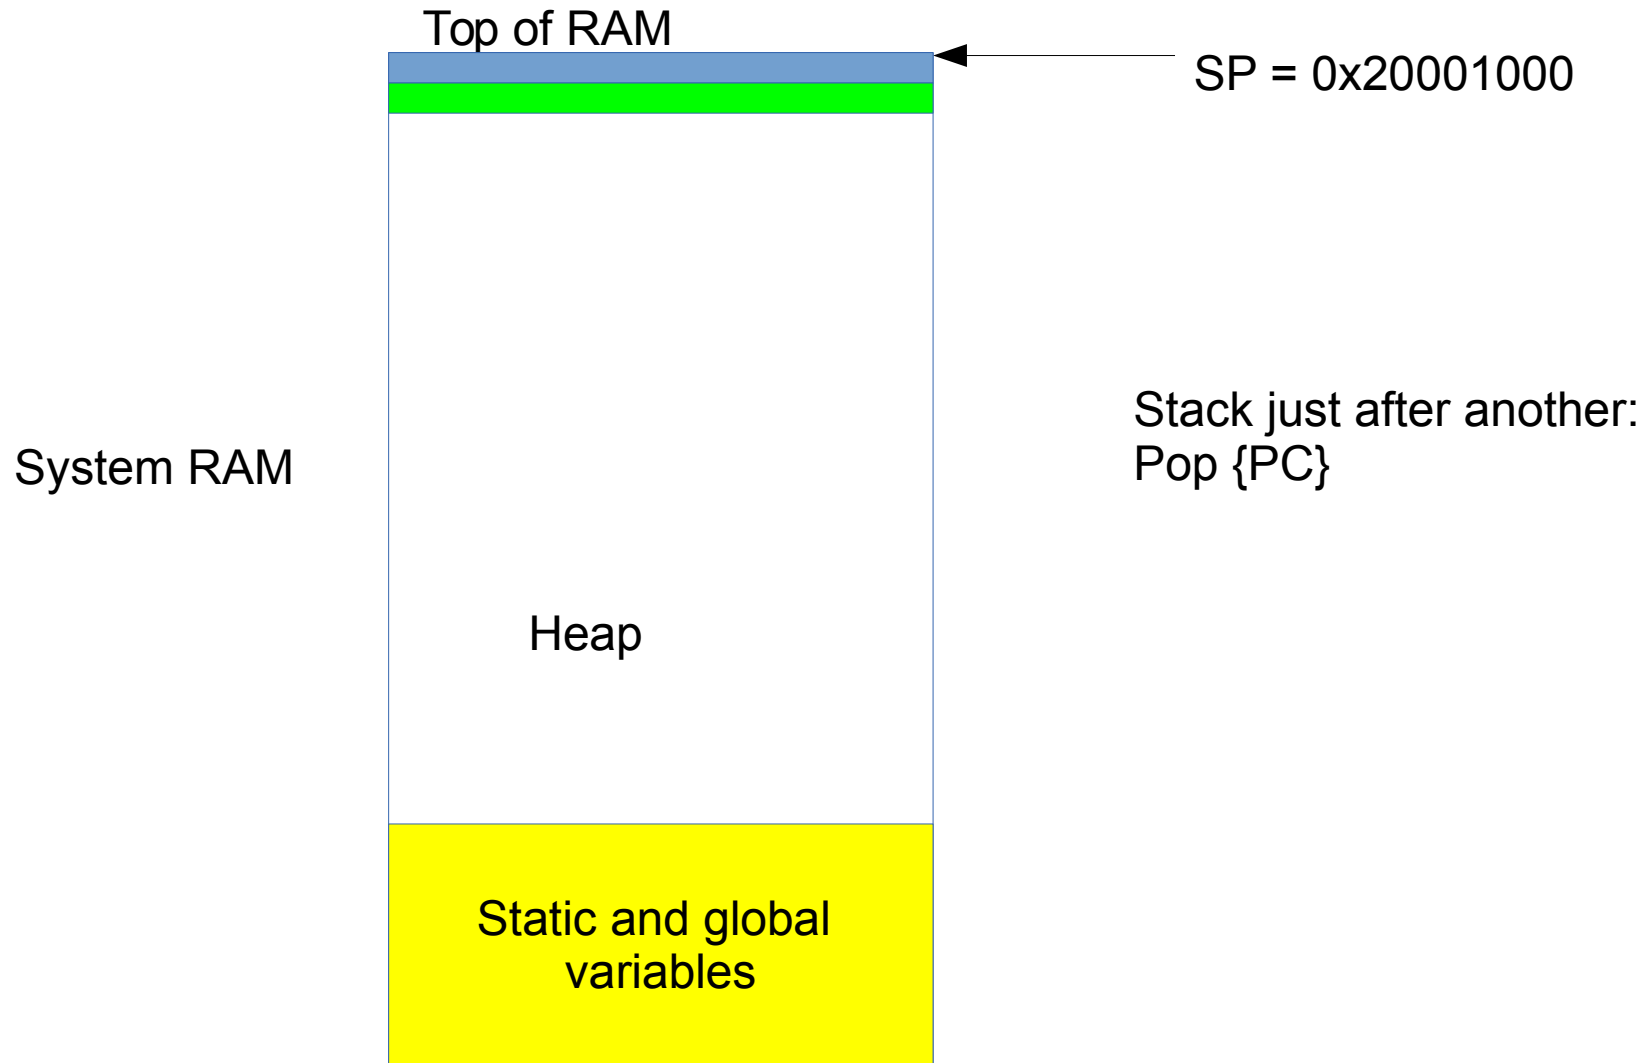 Top of RAM
SP = 0x20001000
Stack just after another:
Pop {PC}
System RAM
Heap
Static and global
variables